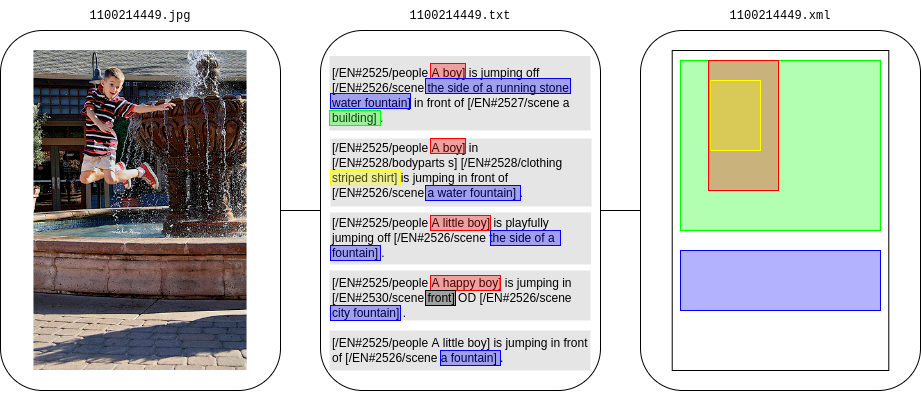 1100214449.jpg
1100214449.txt
1100214449.xml
[/EN#2525/people A boy] is jumping off
[/EN#2526/scene the side of a running stone
water fountain] in front of [/EN#2527/scene a
building] .
[/EN#2525/people A boy] in
[/EN#2528/bodyparts s] [/EN#2528/clothing
striped shirt] is jumping in front of
[/EN#2526/scene a water fountain] .
[/EN#2525/people A little boy] is playfully
jumping off [/EN#2526/scene the side of a
fountain] .
[/EN#2525/people A happy boy] is jumping in
[/EN#2530/scene front] OD [/EN#2526/scene
city fountain] .
[/EN#2525/people A little boy] is jumping in front
of [/EN#2526/scene a fountain] .